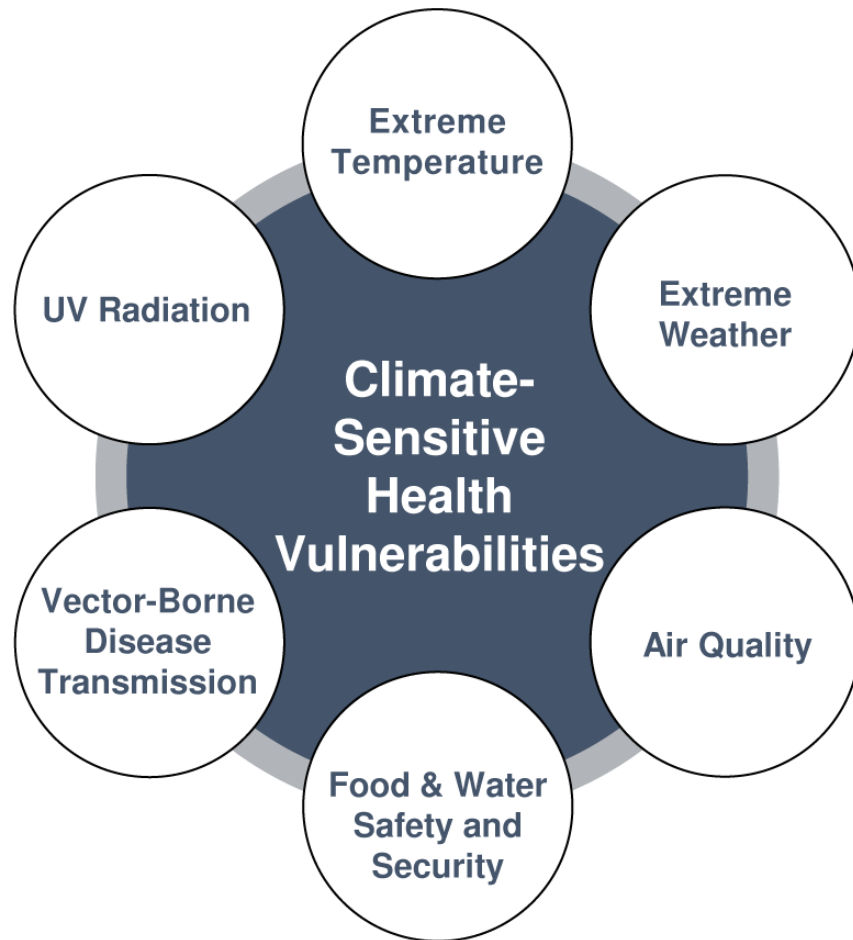 Extreme
Temperature
Extreme
Weather
Air Quality
Food & Water
Safety and
Security
Vector-Borne
Disease
Transmission
UV Radiation
Climate-
Sensitive
Health
Vulnerabilities